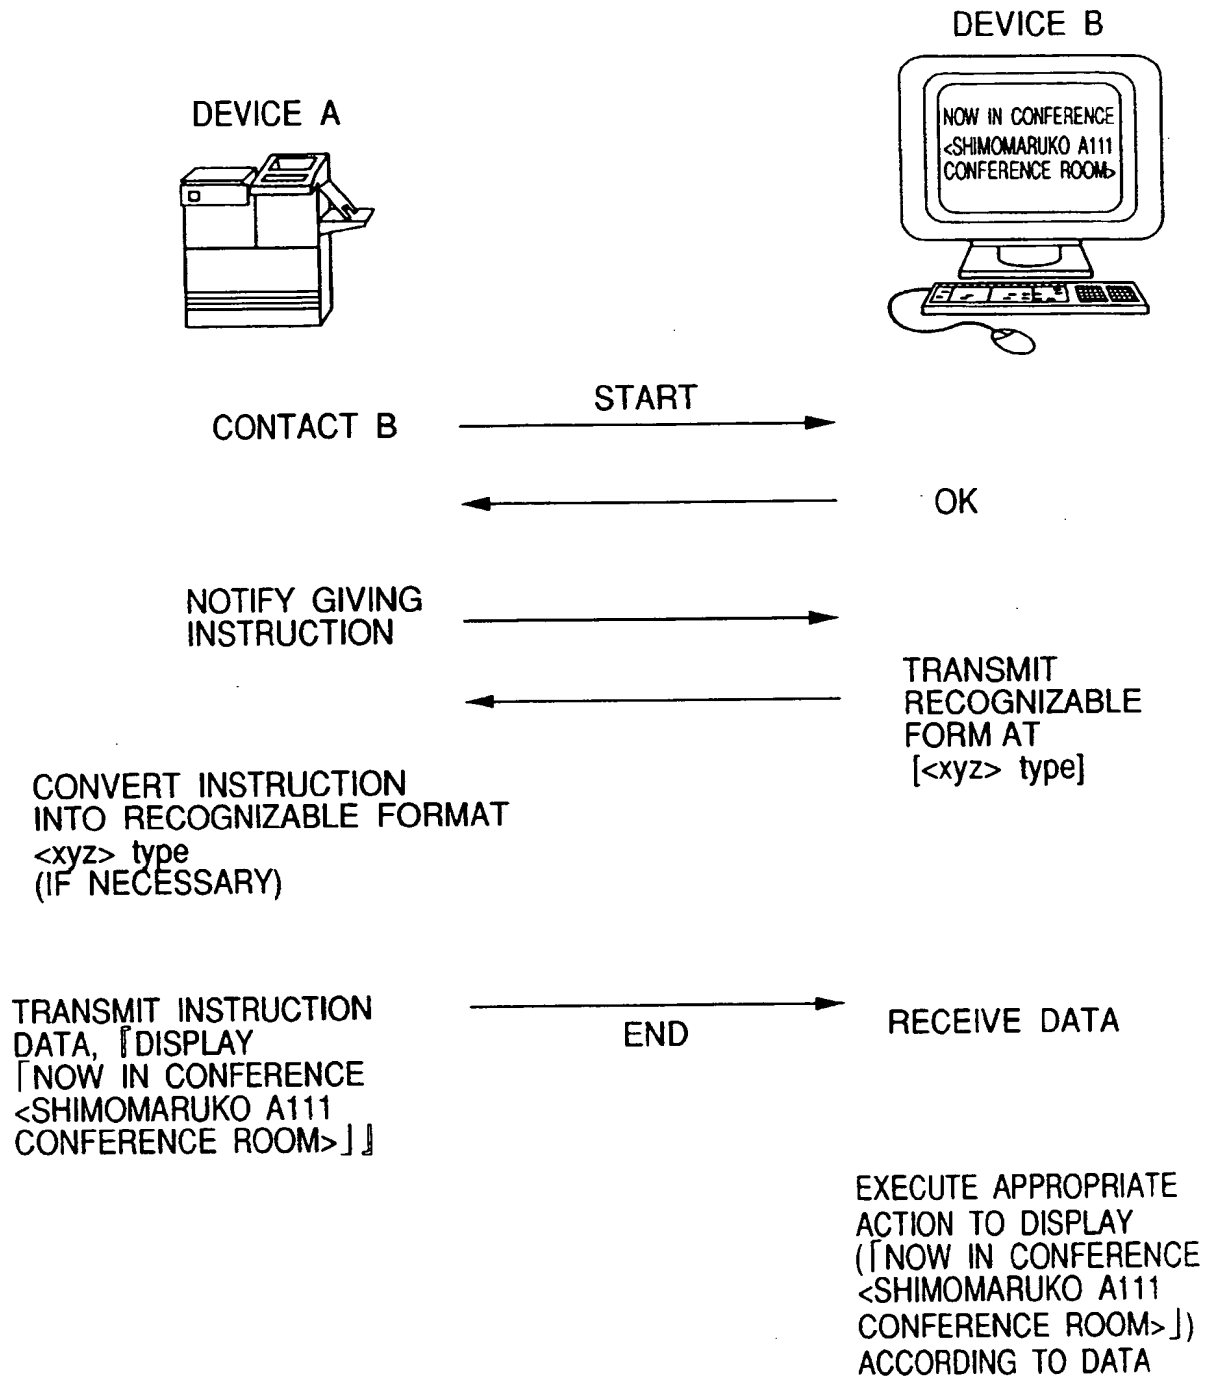 DEVICE B
NOW IN CONFERENCE
<SHIMOMARUKO A111
CONFERENCE ROOM>
DEVICE A
START
CONTACT B
OK
NOTIFY GIVING
INSTRUCTION
TRANSMIT
RECOGNIZABLE
FORM AT
[<xyz> type]
CONVERT INSTRUCTION
INTO RECOGNIZABLE FORMAT
<xyz> type
(IF NECESSARY)
TRANSMIT INSTRUCTION
DATA, 『DISPLAY
「NOW IN CONFERENCE
<SHIMOMARUKO A111
CONFERENCE ROOM>」』
END
RECEIVE DATA
EXECUTE APPROPRIATE
ACTION TO DISPLAY
(「NOW IN CONFERENCE
<SHIMOMARUKO A111
CONFERENCE ROOM>」)
ACCORDING TO DATA